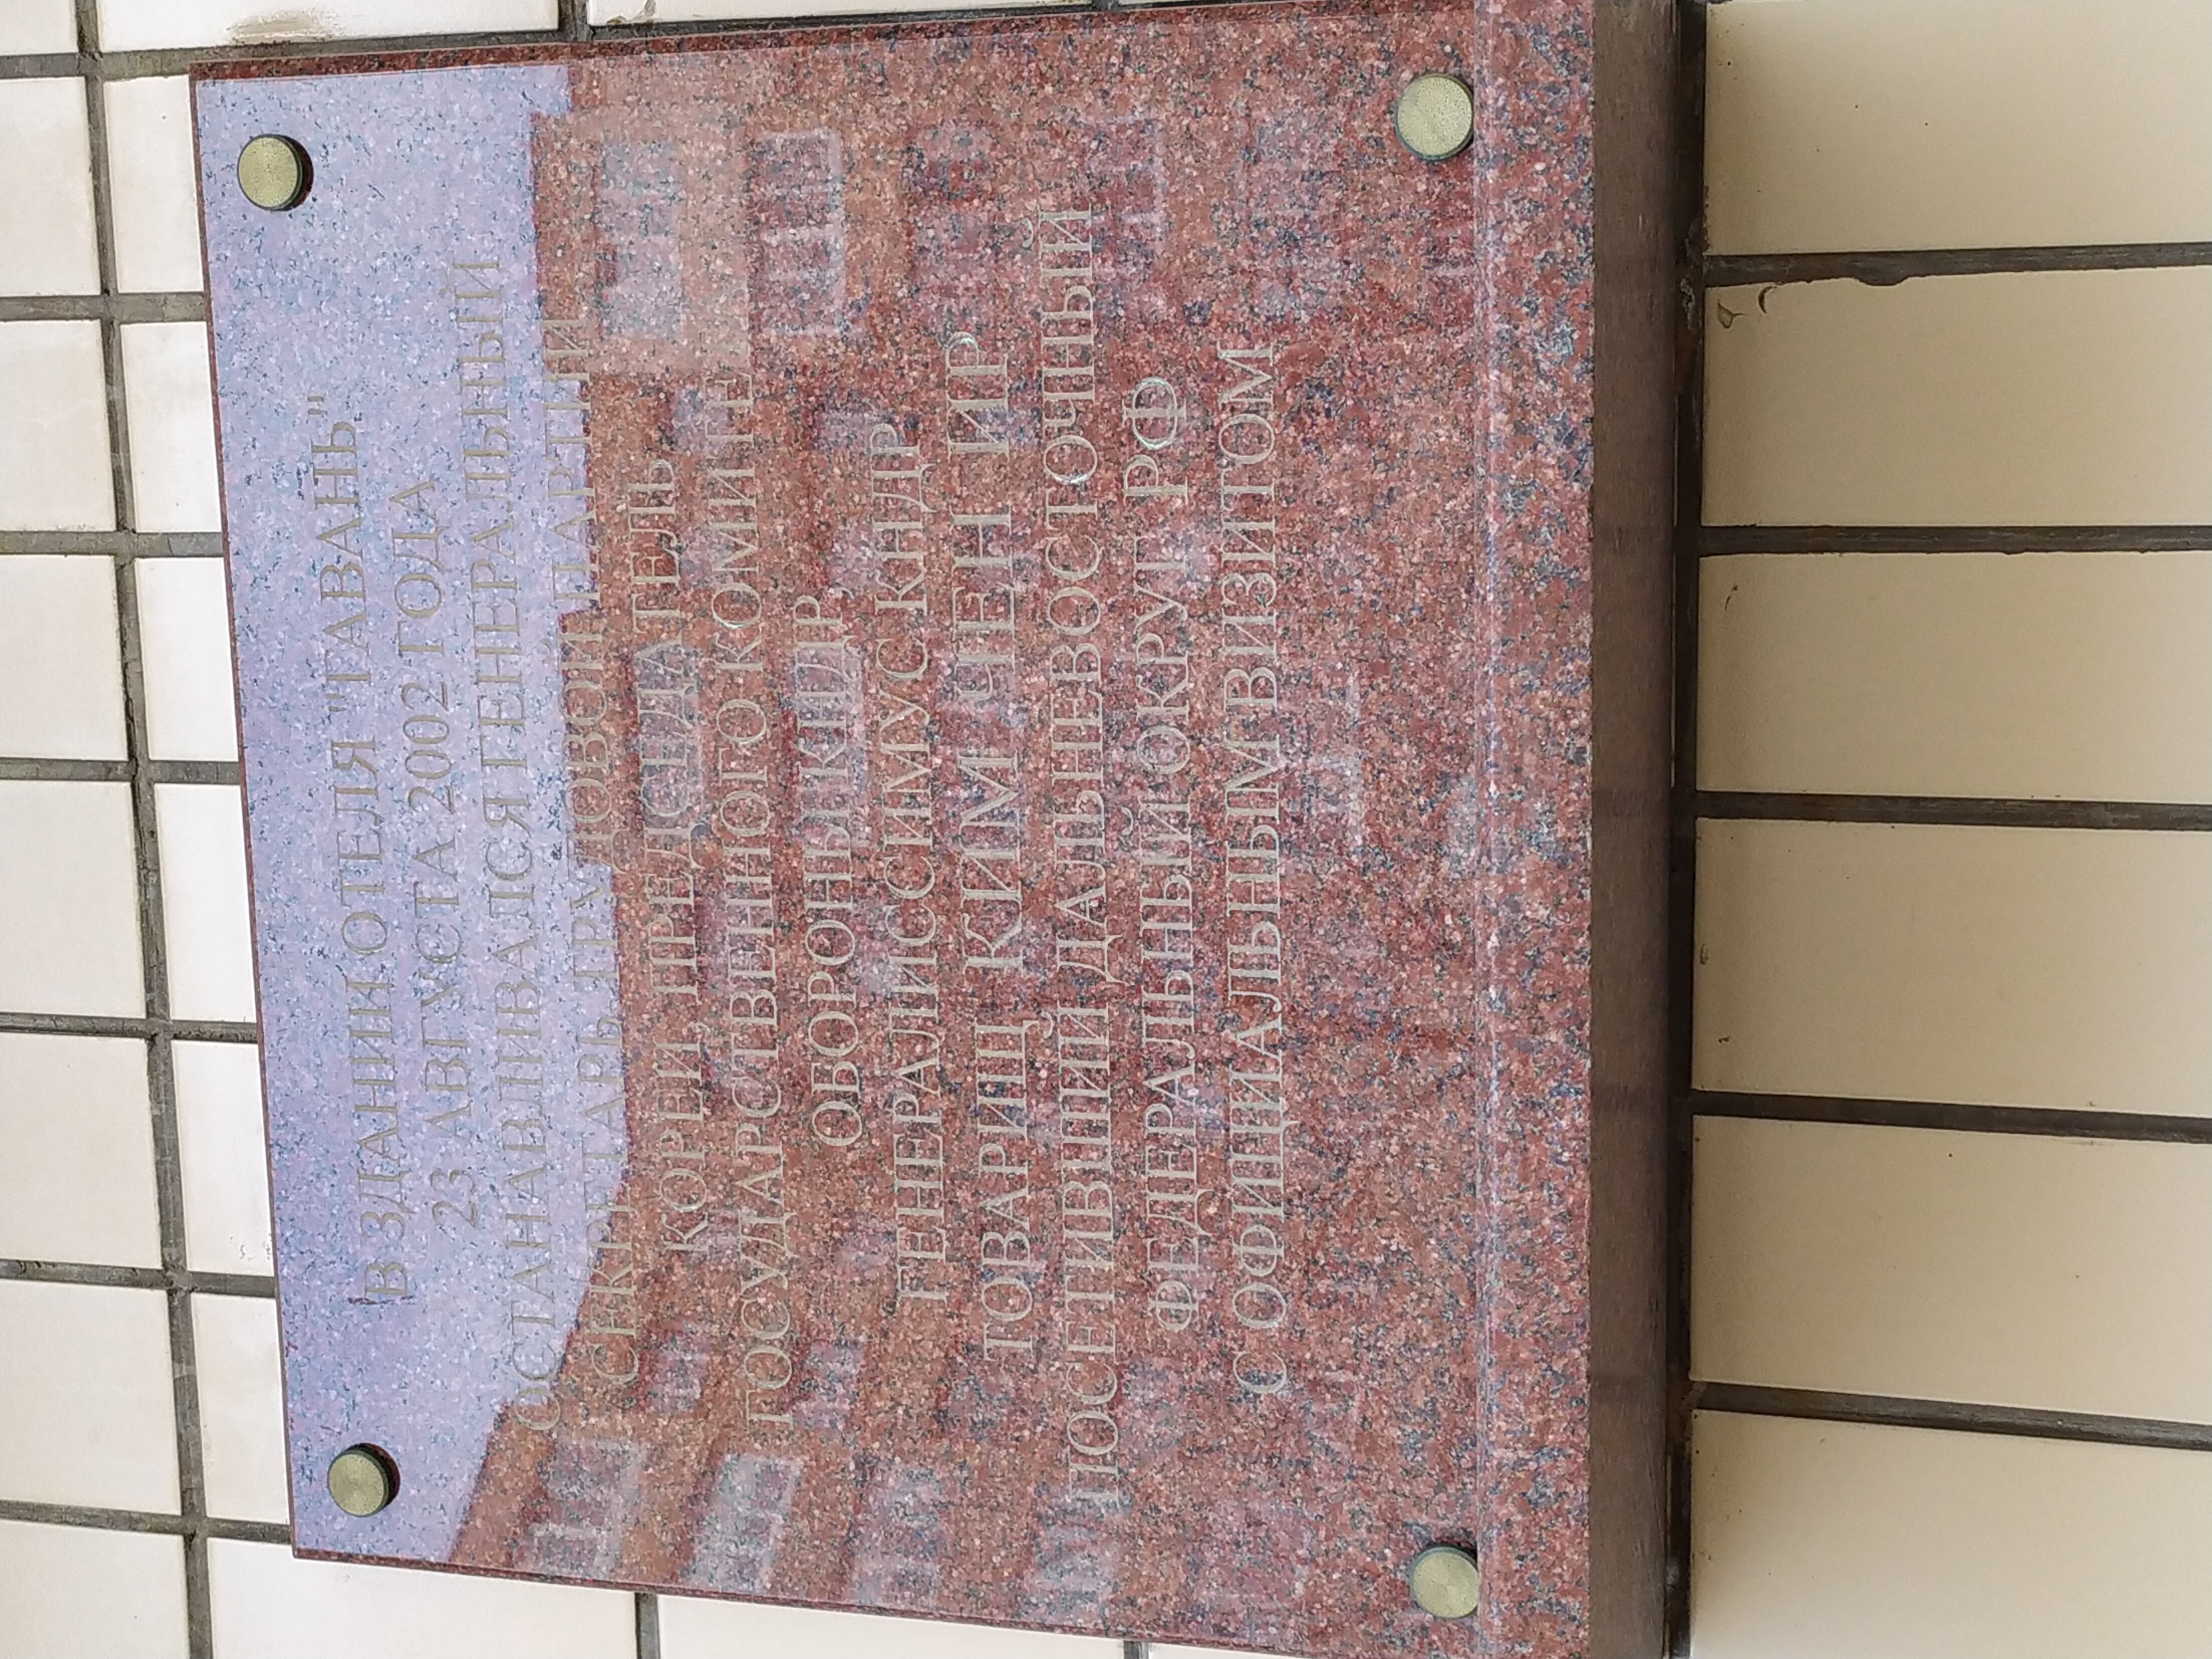 В ЗДАНИИ ОТЕЛЯ "ГАВАНЬ"
23 АВГУСТА 2002 ГОДА
ОСТАНАВЛИВАЛСЯ ГЕНЕРАЛЬНЫЙ
СЕКРЕТАРЬ ТРУДОВОЙ ПАРТИИ
КОРЕИ ПРЕДСЕДАТЕЛЬ
ГОСУДАРСТВЕННОГО КОМИТЕ
ОБОРОНЫ КНДР
ГЕНЕРАЛИССИМУС КНДР
ТОВАРИЩ КИМ ЧЕН ИР
ПОСЕТИВШИЙ ДАЛЬНЕВОСТОЧНЫЙ
ФЕДЕРАЛЬНЫЙ ОКРУГ РФ
С ОФИЦИАЛЬНЫМ ВИЗИТОМ